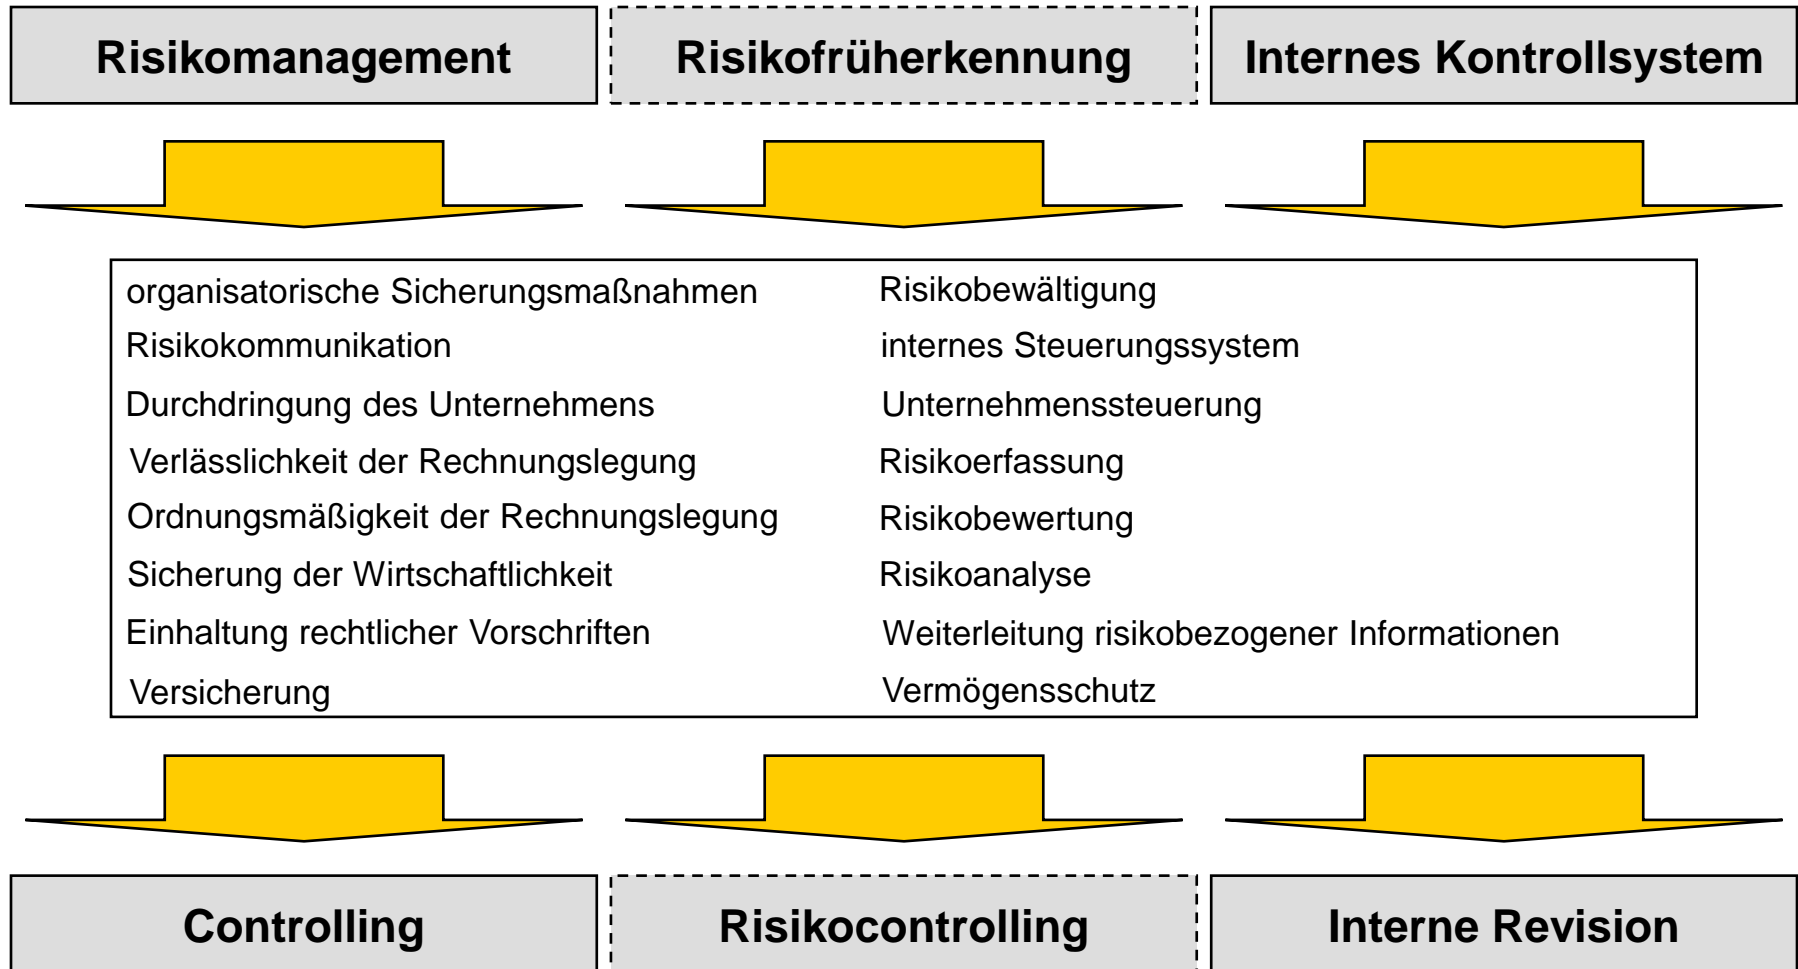 Risikomanagement
Risikofrüherkennung
Internes Kontrollsystem
organisatorische Sicherungsmaßnahmen
Risikokommunikation
Durchdringung des Unternehmens
Verlässlichkeit der Rechnungslegung
Ordnungsmäßigkeit der Rechnungslegung
Sicherung der Wirtschaftlichkeit
Einhaltung rechtlicher Vorschriften
Versicherung
Risikobewältigung
internes Steuerungssystem
Unternehmenssteuerung
Risikoerfassung
Risikobewertung
Risikoanalyse
Weiterleitung risikobezogener Informationen
Vermögensschutz
Controlling
Risikocontrolling
Interne Revision